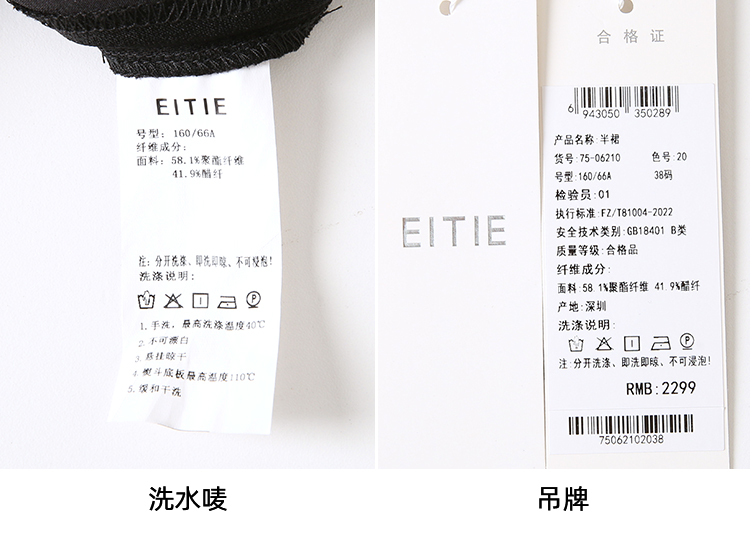 EITIE
号型：160/66A
纤维成分：
面料：58.1%聚酯纤维
41.9%醋纤
注：分开洗涤、即洗即晾、不可浸泡！
洗涤说明：
1. 手洗，最高洗涤温度40℃
2. 不可漂白
3. 悬挂晾干
4. 熨斗底板最高温度110℃
5. 缓和干洗
洗水唛
EITIE
合格证
6 943050 350289
产品名称：半裙
货号：75-06210 色号：20
号型：160/66A 38码
检验员：01
执行标准：FZ/T81004-2022
安全技术类别：GB18401 B类
质量等级：合格品
纤维成分：
面料：58.1%聚酯纤维 41.9%醋纤
产地：深圳
洗涤说明：
注：分开洗涤、即洗即晾、不可浸泡！
RMB：2299
75062102038
吊牌